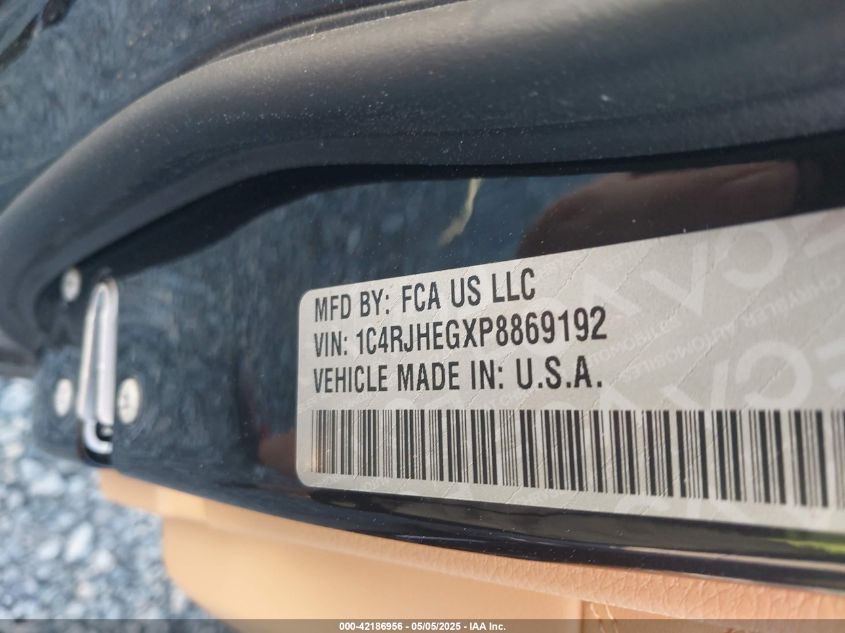 MFD BY: FCA US LLC
VIN: 1C4RJHEGXP8869192
VEHICLE MADE IN: U.S.A.
000-42186956 - 05/05/2025 - IAA Inc.